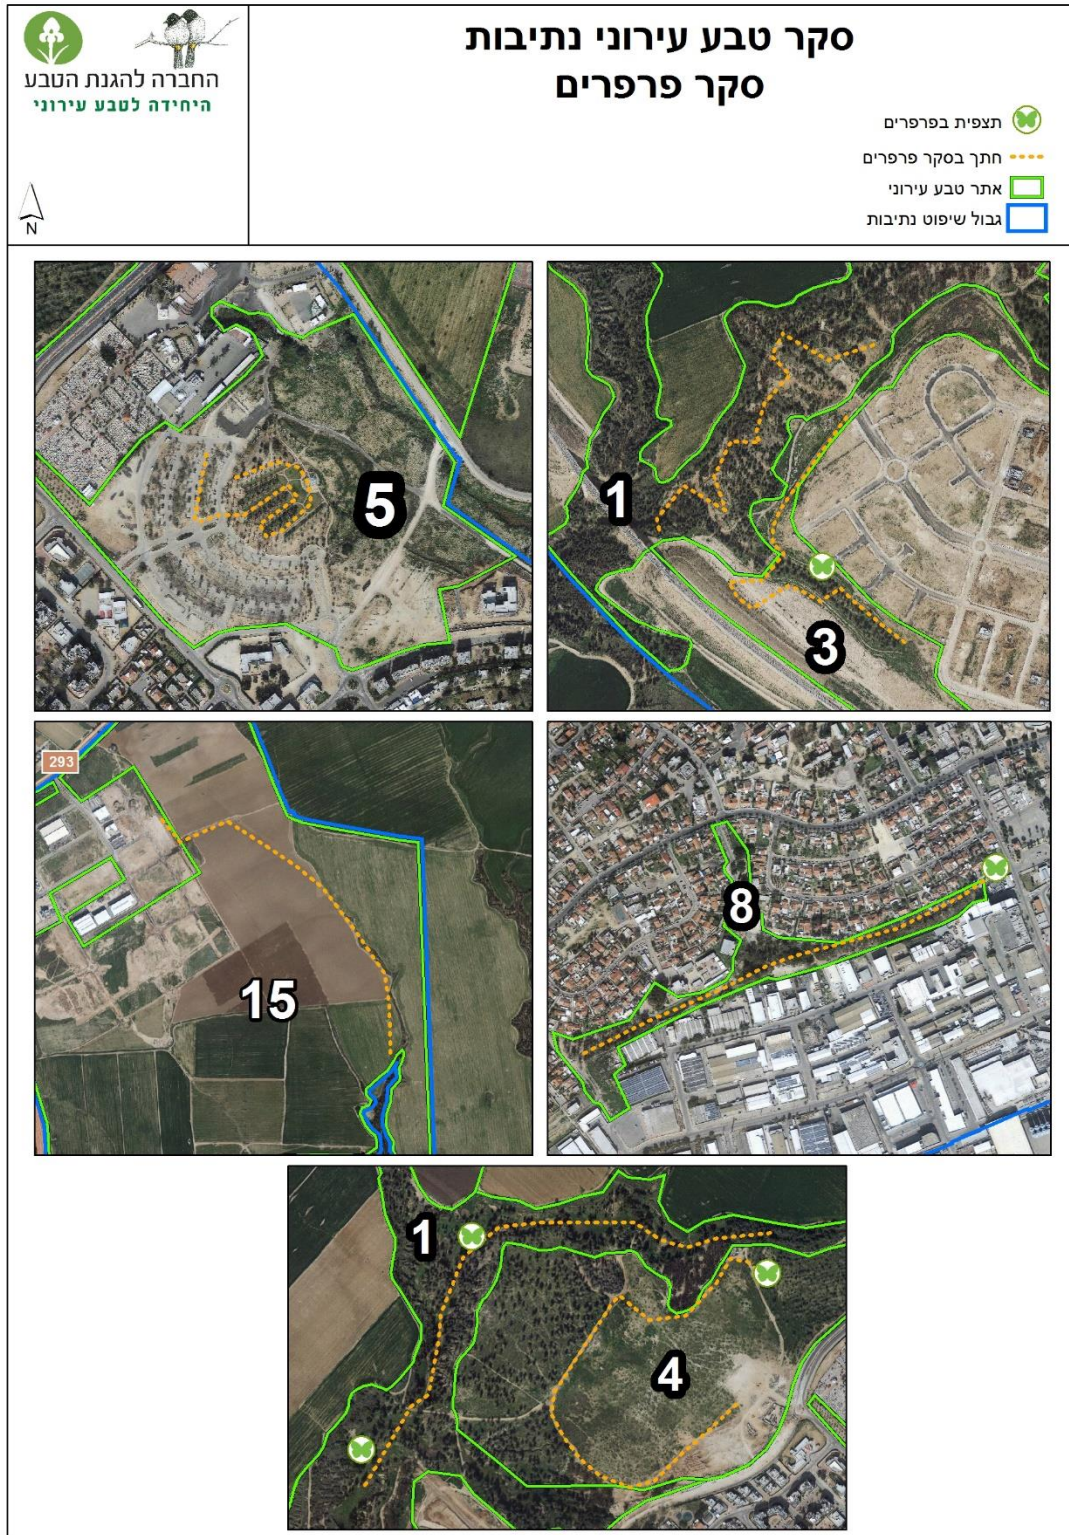 סקר טבע עירוני נתיבות
סקר פרפרים
החברה להגנת הטבע
היחידה לטבע עירוני
N
תצפית בפרפרים
חתך בסקר פרפרים
אתר טבע עירוני
גבול שיפוט נתיבות
5
1
3
293
15
8
1
4